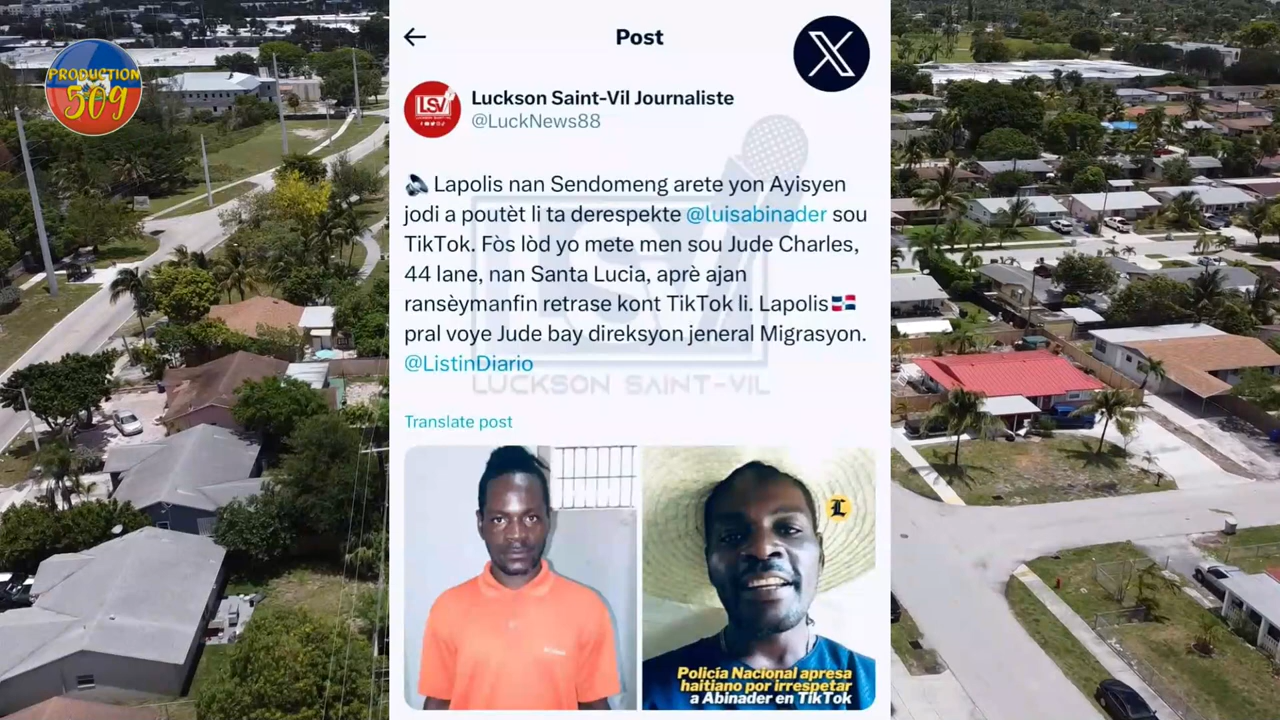 PRODUCTION
509
Post
X
LSV
Luckson Saint-Vil Journaliste
@LuckNews88
Lapolis nan Sendomeng arete yon Ayisyen
jodi a poutèt li ta derespekte @luisabinader sou
TikTok. Fòs lòd yo mete men sou Jude Charles,
44 lane, nan Santa Lucia, aprè ajan
ransèymanfin retrase kont TikTok li. Lapolis🇩🇴
pral voye Jude bay direksyon jeneral Migrasyon.
@ListinDiario
LSV
LUCKSON SAINT-VIL
Translate post
L
Policía Nacional apresa
haitiano por irrespetar
a Abinader en TikTok